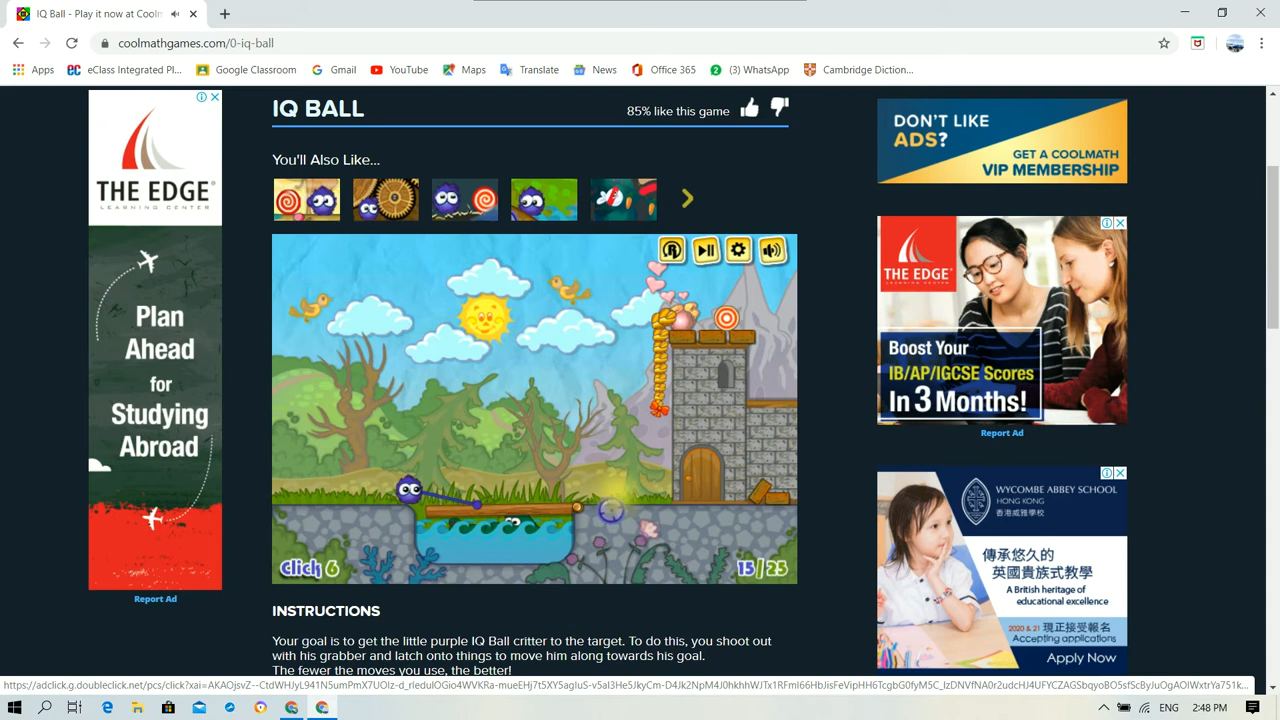 IQ Ball - Play it now at Coolm
coolmathgames.com/0-iq-ball
Apps
eClass Integrated Pl...
Google Classroom
Gmail
YouTube
Maps
Translate
News
Office 365
(3) WhatsApp
Cambridge Diction...
THE EDGE
LEARNING CENTER
Plan
Ahead
for
Studying
Abroad
Report Ad
IQ BALL
85% like this game
You'll Also Like...
Click 6
15/25
INSTRUCTIONS
Your goal is to get the little purple IQ Ball critter to the target. To do this, you shoot out
with his grabber and latch onto things to move him along towards his goal.
The fewer the moves you use, the better!
DON'T LIKE
ADS?
GET A COOLMATH
VIP MEMBERSHIP
THE EDGE
LEARNING CENTER
Boost Your
IB/AP/IGCSE Scores
In 3 Months!
Report Ad
WYCOMBE ABBEY SCHOOL
HONG KONG
香港威雅學校
傳承悠久的
英國貴族式教學
A British heritage of
educational excellence
2020 & 21 現正接受報名
Accepting applications
Apply Now
ENG
2:48 PM